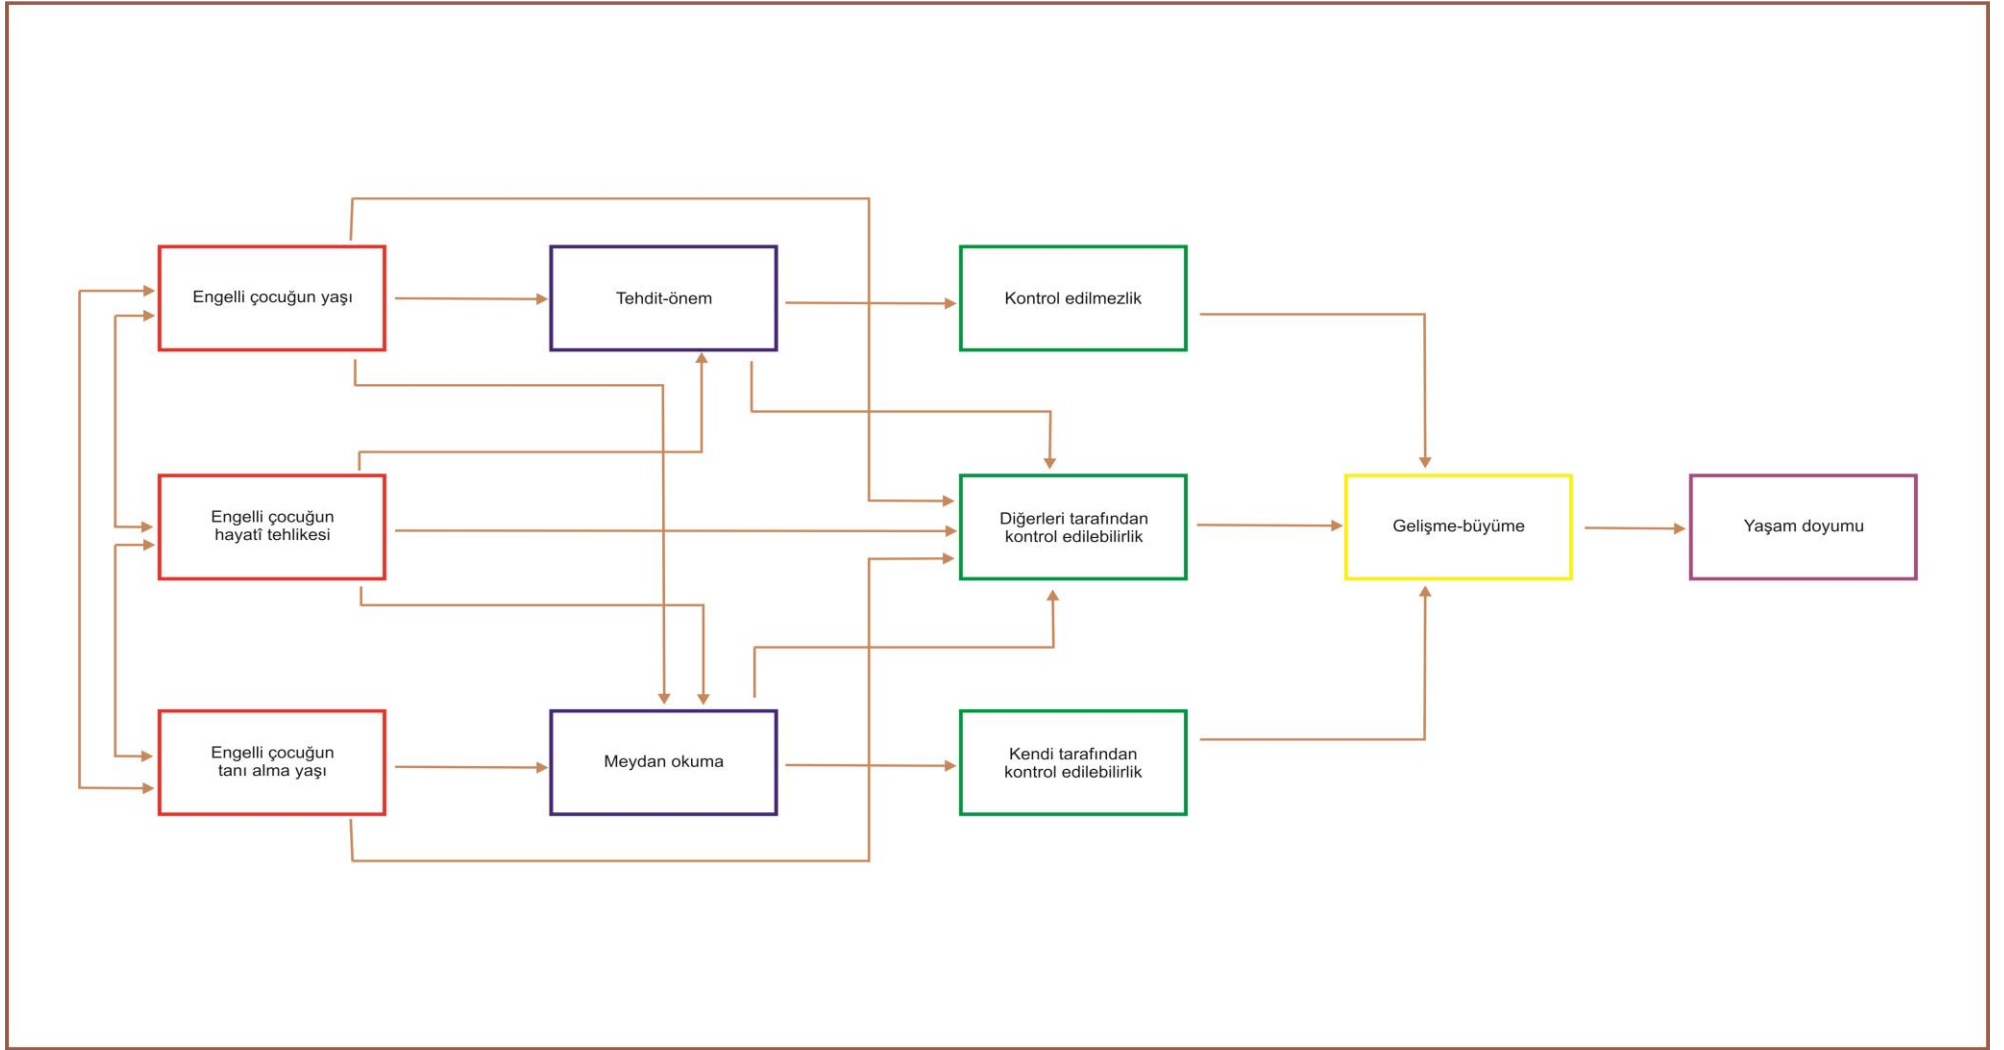 Engelli çocuğun yaşı
Tehdit-önem
Kontrol edilmezlik
Engelli çocuğun
hayatî tehlikesi
Diğerleri tarafından
kontrol edilebilirlik
Gelişme-büyüme
Yaşam doyumu
Engelli çocuğun
tanı alma yaşı
Meydan okuma
Kendi tarafından
kontrol edilebilirlik